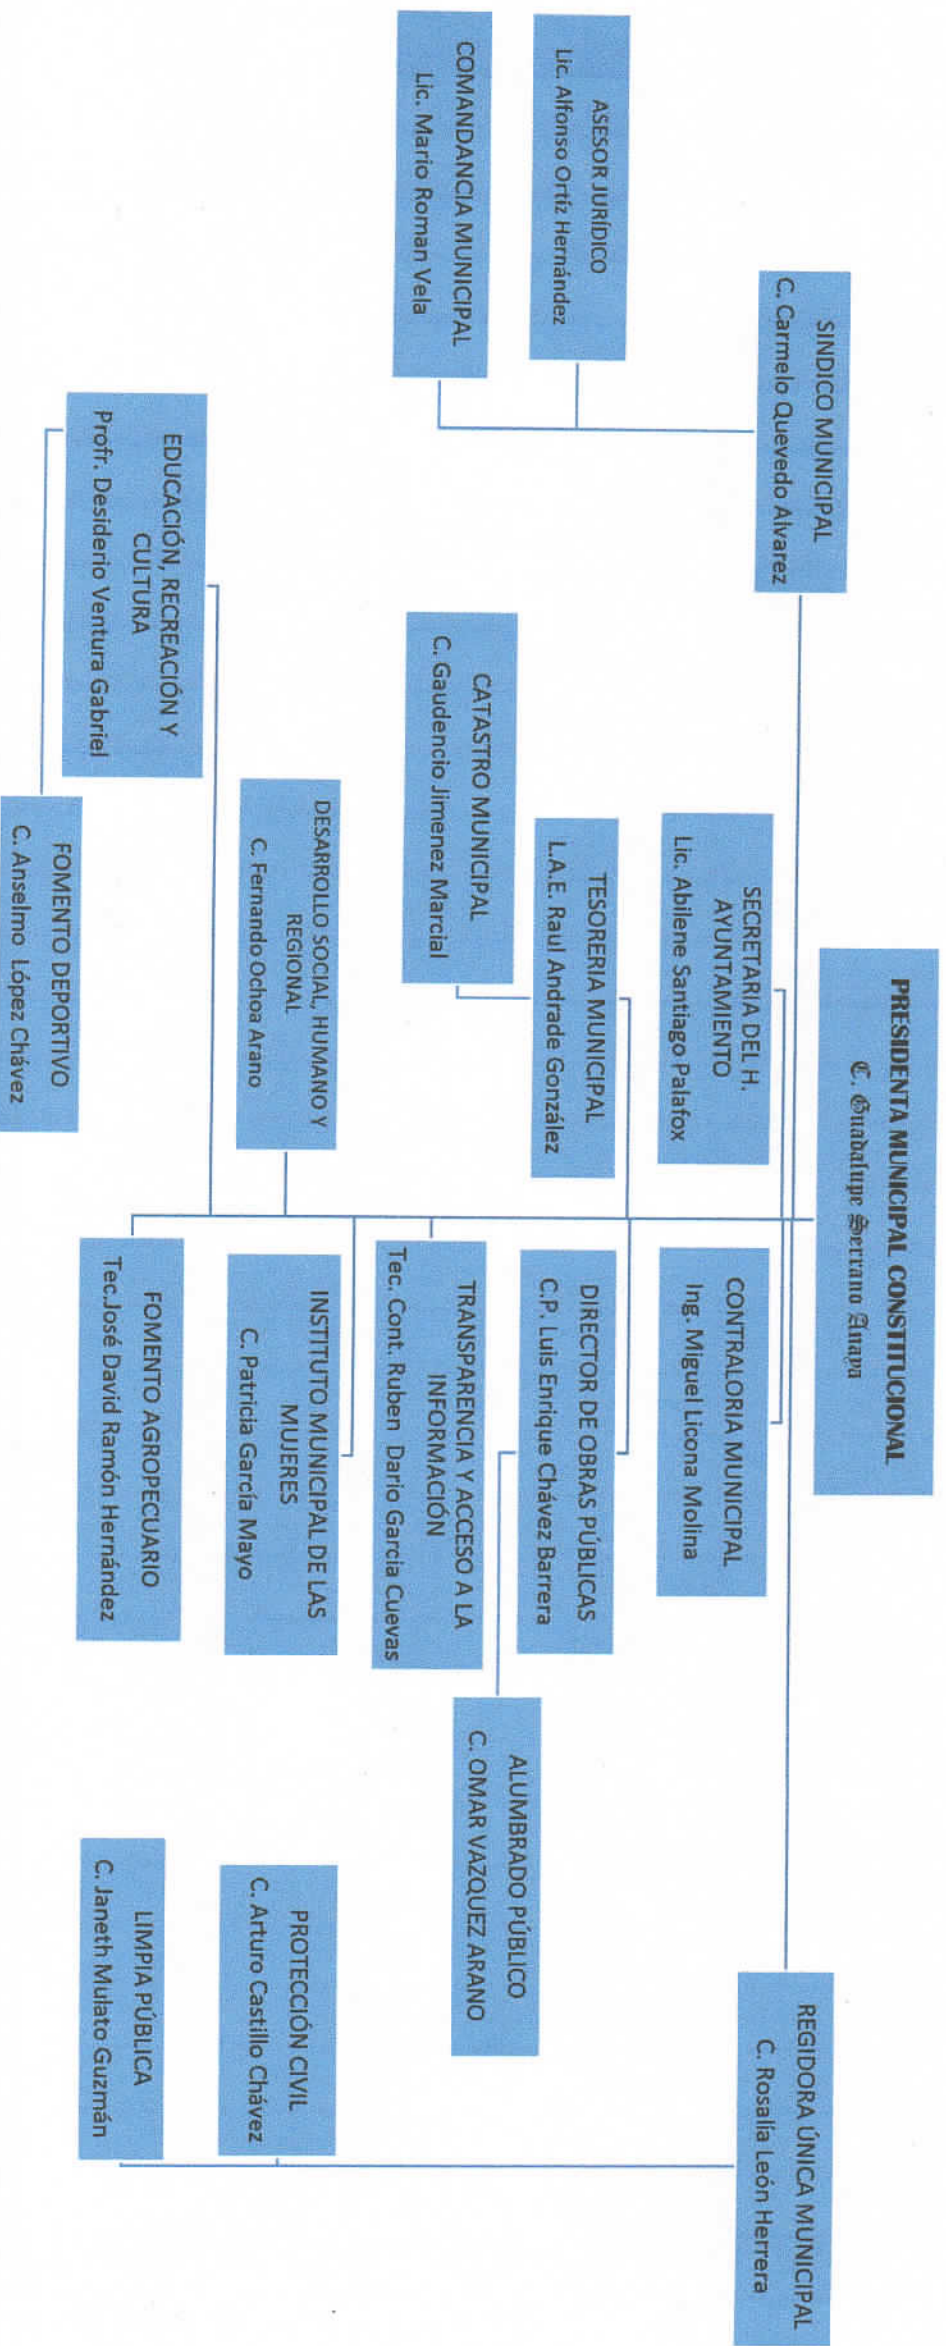 PRESIDENTA MUNICIPAL CONSTITUCIONAL
C. Guadalupe Serrano Anaya
SINDICO MUNICIPAL
C. Carmelo Quevedo Alvarez
REGIDORA ÚNICA MUNICIPAL
C. Rosalía León Herrera
SECRETARIA DEL H.
AYUNTAMIENTO
Lic. Abilene Santiago Palafox
CONTRALORIA MUNICIPAL
Ing. Miguel Licona Molina
ASESOR JURÍDICO
Lic. Alfonso Ortíz Hernández
TESORERIA MUNICIPAL
L.A.E. Raul Andrade González
DIRECTOR DE OBRAS PÚBLICAS
C.P. Luis Enrique Chávez Barrera
COMANDANCIA MUNICIPAL
Lic. Mario Roman Vela
CATASTRO MUNICIPAL
C. Gaudencio Jimenez Marcial
TRANSPARENCIA Y ACCESO A LA
INFORMACIÓN
Tec. Cont. Ruben Dario Garcia Cuevas
ALUMBRADO PÚBLICO
C. OMAR VAZQUEZ ARANO
DESARROLLO SOCIAL, HUMANO Y
REGIONAL
C. Fernando Ochoa Arano
INSTITUTO MUNICIPAL DE LAS
MUJERES
C. Patricia García Mayo
PROTECCIÓN CIVIL
C. Arturo Castillo Chávez
EDUCACIÓN, RECREACIÓN Y
CULTURA
Profr. Desiderio Ventura Gabriel
FOMENTO AGROPECUARIO
Tec.José David Ramón Hernández
LIMPIA PÚBLICA
C. Janeth Mulato Guzmán
FOMENTO DEPORTIVO
C. Anselmo López Chávez